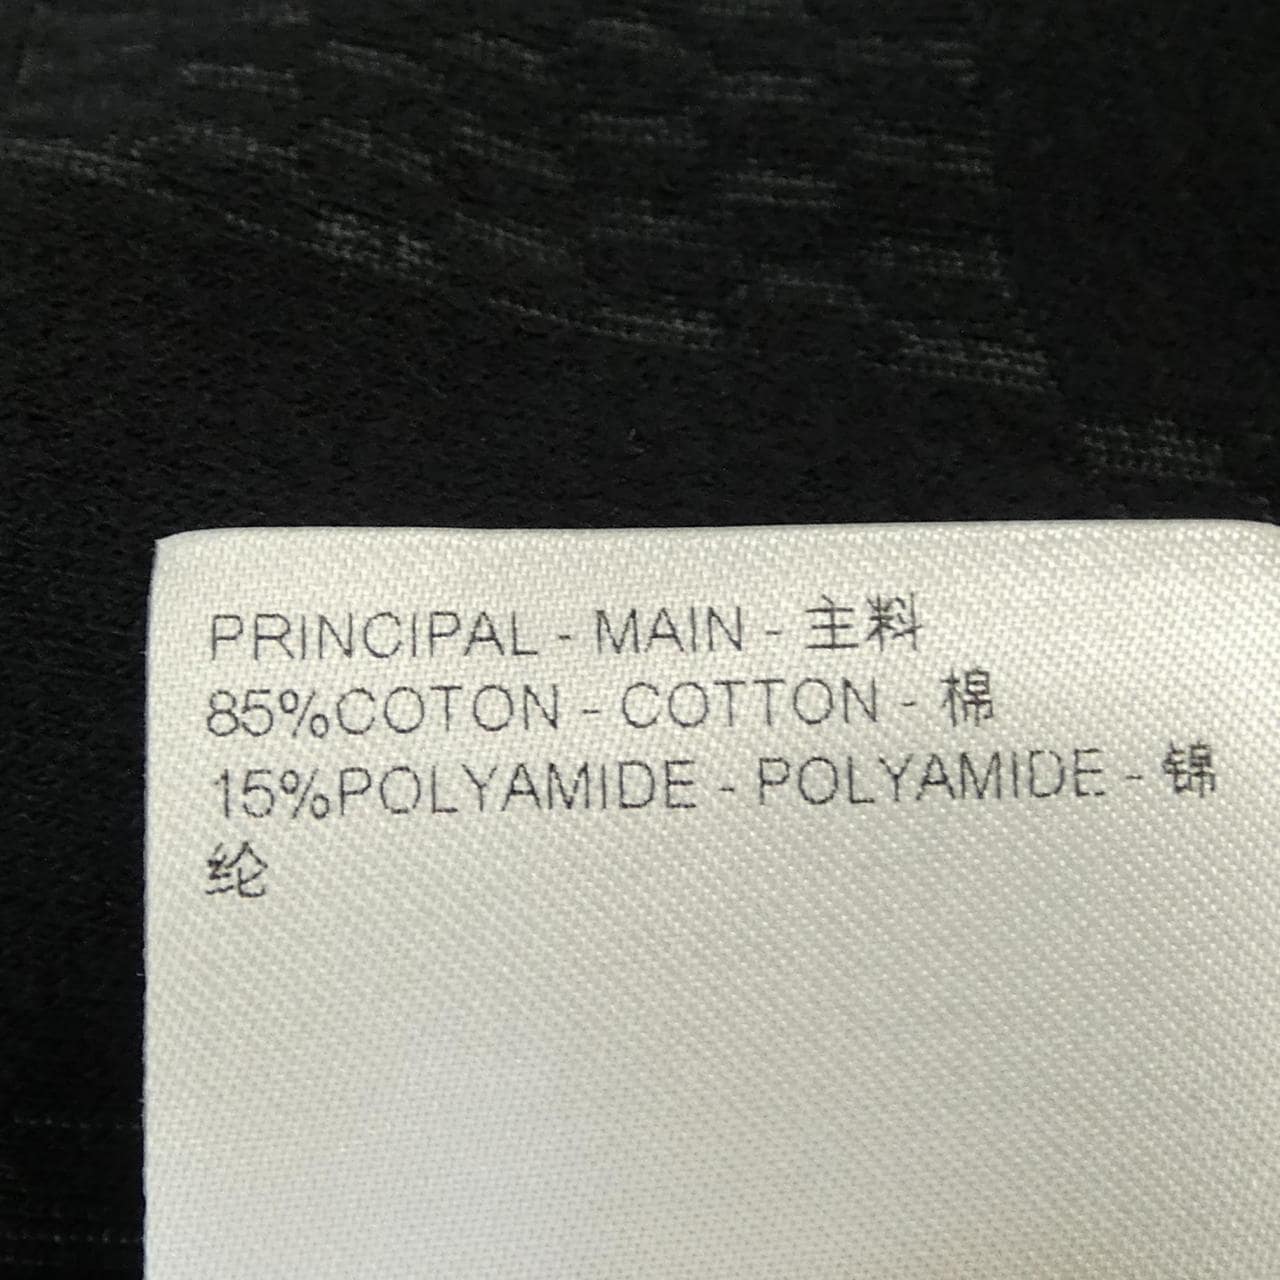 PRINCIPAL - MAIN - 主料
85%COTON - COTTON - 棉
15%POLYAMIDE - POLYAMIDE - 锦
纶